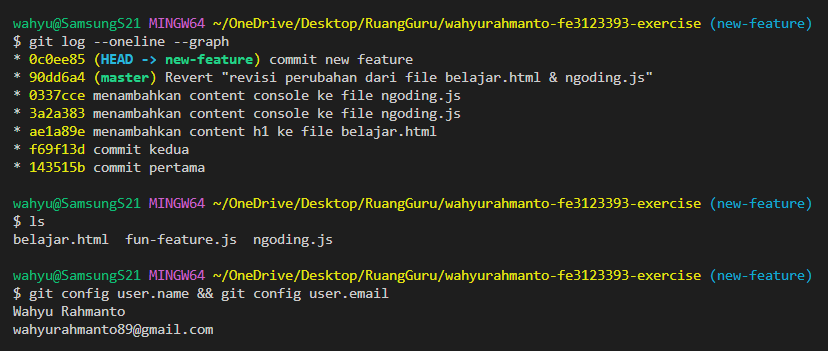 wahyu@SamsungS21 MINGW64 ~/OneDrive/Desktop/RuangGuru/wahyurahmanto-fe3123393-exercise (new-feature)
$ git log --oneline --graph
* 0c0ee85 (HEAD -> new-feature) commit new feature
* 90dd6a4 (master) Revert "revisi perubahan dari file belajar.html & ngoding.js"
* 0337cce menambahkan content console ke file ngoding.js
* 3a2a383 menambahkan content console ke file ngoding.js
* ae1a89e menambahkan content h1 ke file belajar.html
* f69f13d commit kedua
* 143515b commit pertama
wahyu@SamsungS21 MINGW64 ~/OneDrive/Desktop/RuangGuru/wahyurahmanto-fe3123393-exercise (new-feature)
$ ls
belajar.html  fun-feature.js  ngoding.js
wahyu@SamsungS21 MINGW64 ~/OneDrive/Desktop/RuangGuru/wahyurahmanto-fe3123393-exercise (new-feature)
$ git config user.name && git config user.email
Wahyu Rahmanto
wahyurahmanto89@gmail.com